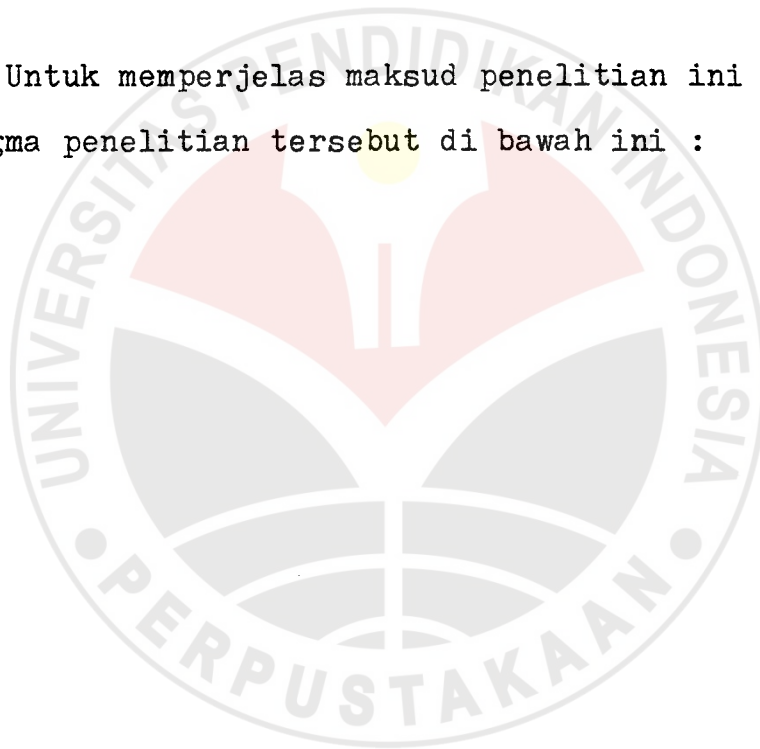 Untuk memperjelas maksud penelitian ini
gma penelitian tersebut di bawah ini :
UNIVERSITAS PENDIDIKAN INDONESIA
PERPUSTAKAAN